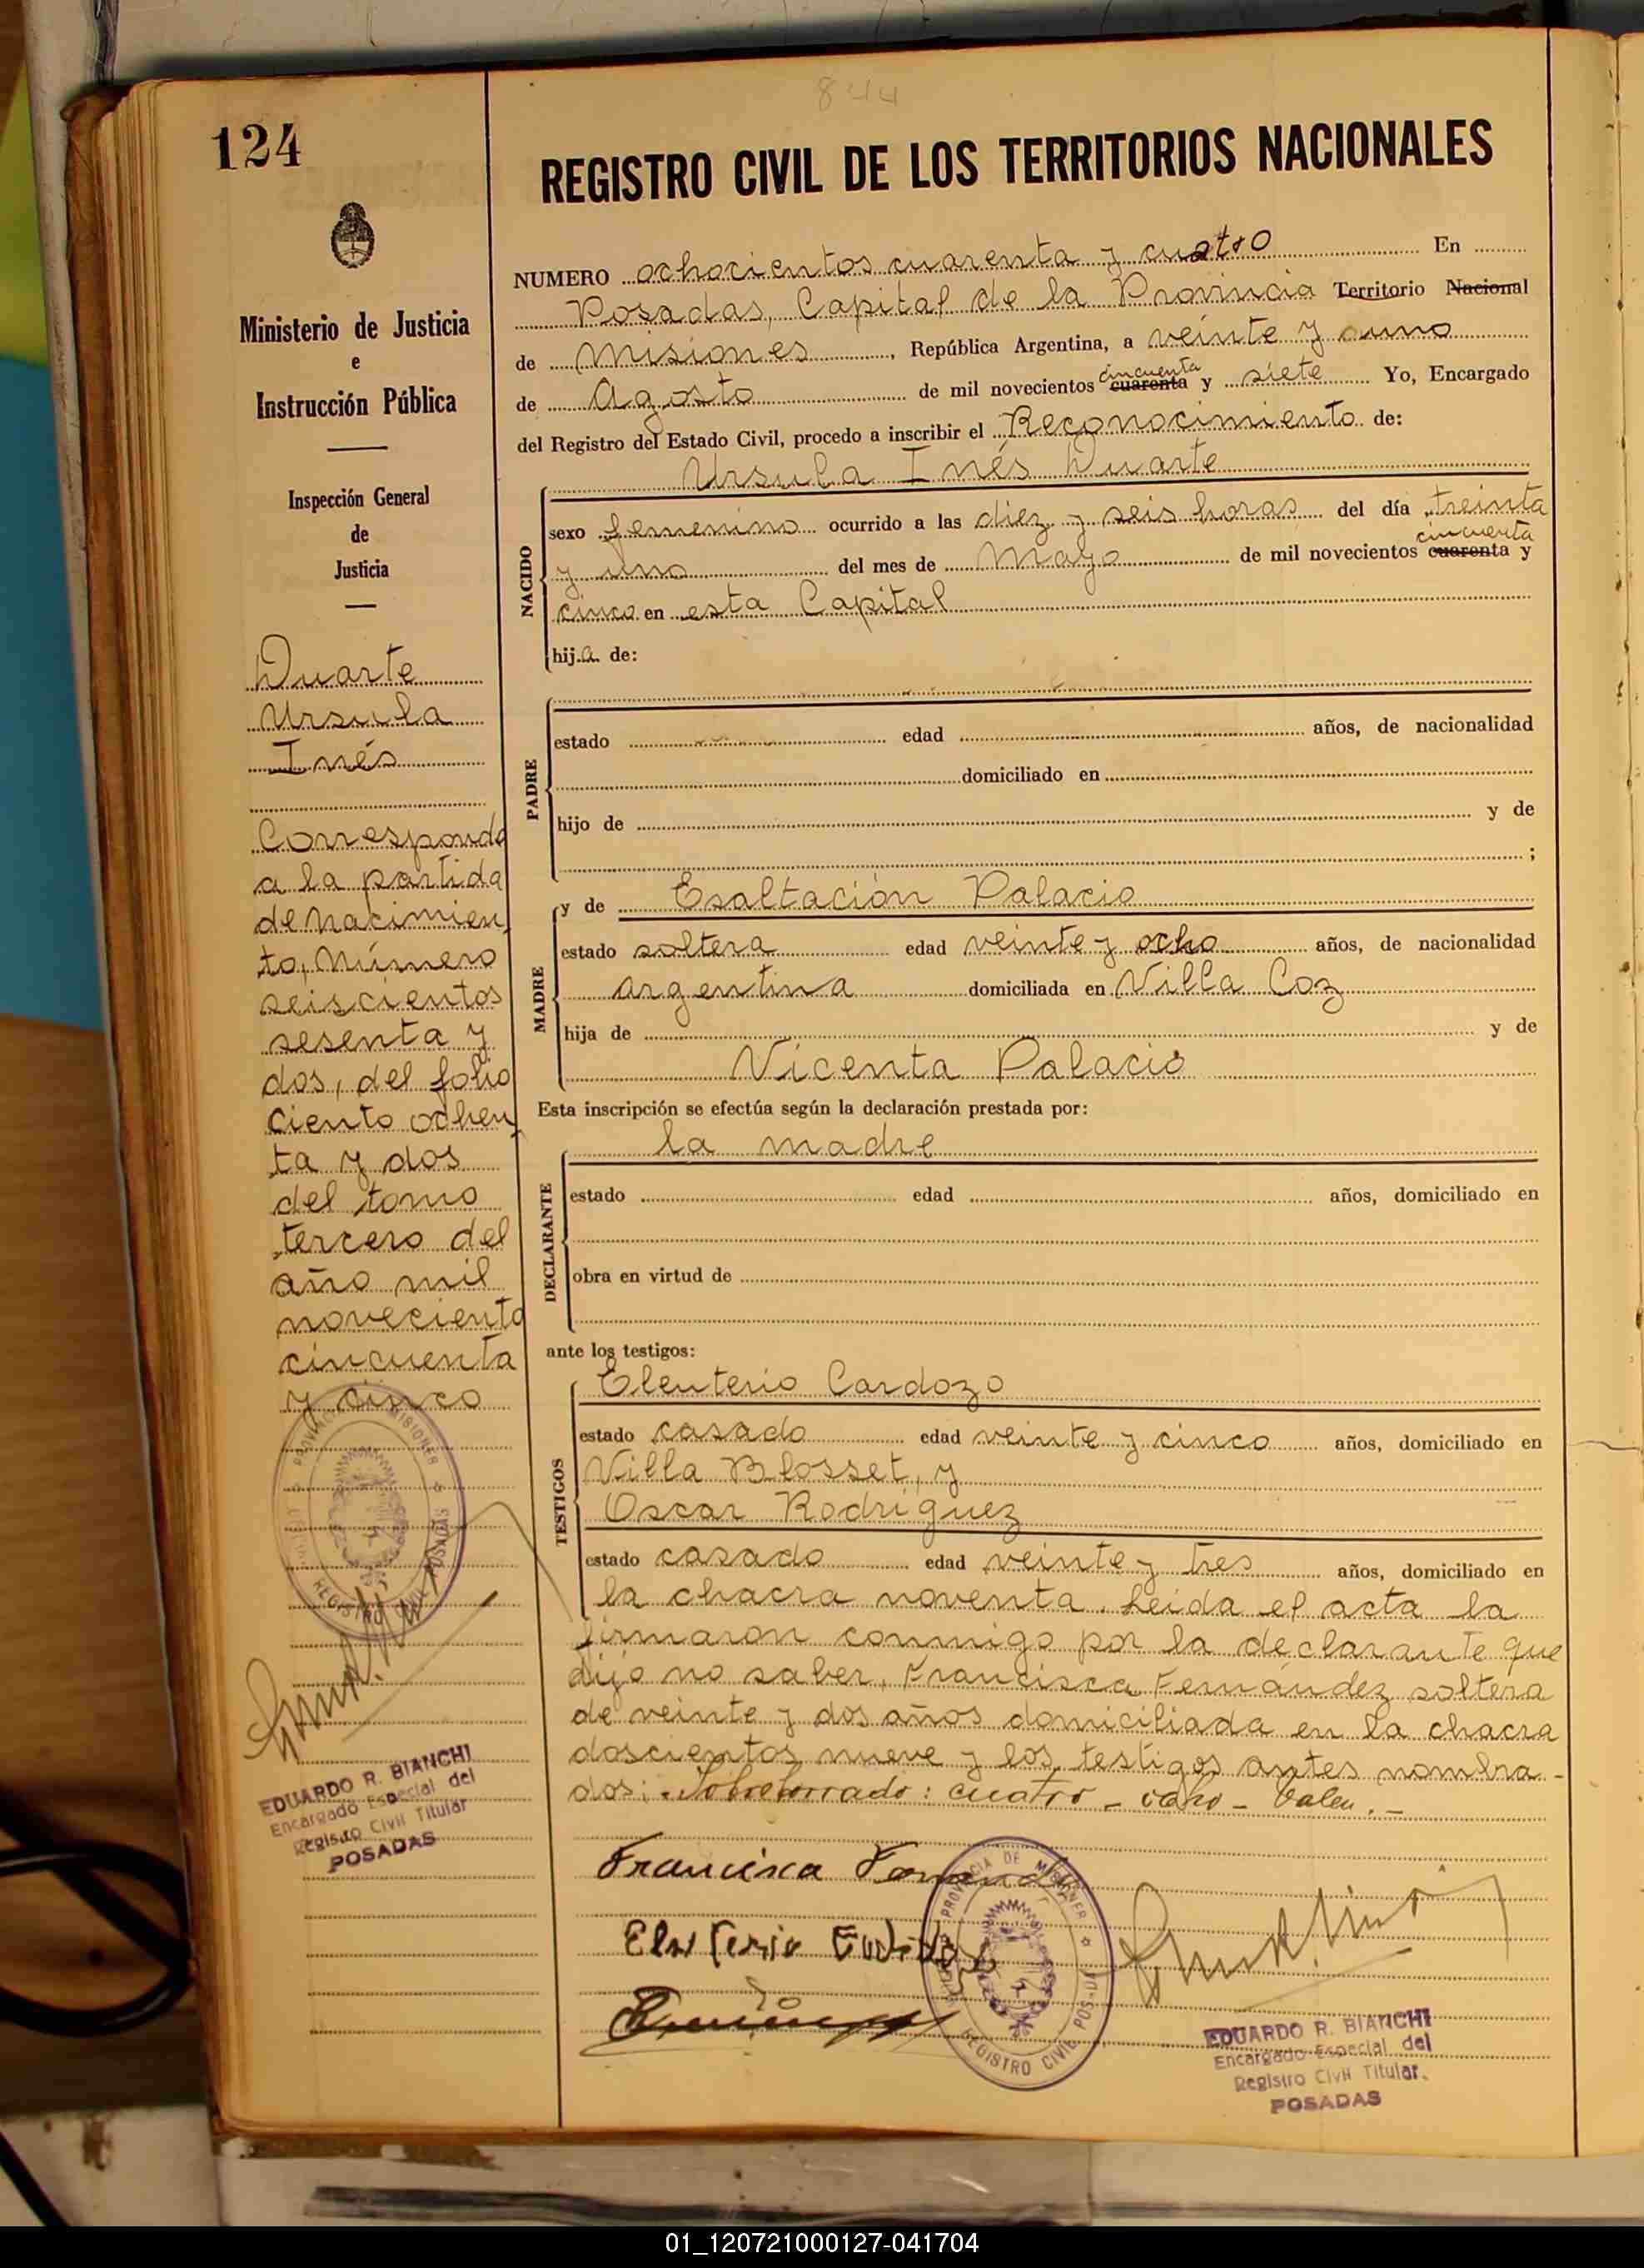 844
124
REGISTRO CIVIL DE LOS TERRITORIOS NACIONALES
Ministerio de Justicia
e
Instrucción Pública
Inspección General
de
Justicia
Duarte
Ursula
Inés
Corresponde
a la partida
de nacimien
to, número
seiscientos
sesenta y
dos, del folio
ciento ochen
ta y dos
del tomo
tercero del
año mil
noveciento
cincuenta
y cinco
PROVINCIA DE MISIONES
REGISTRO CIVIL POSADAS
EDUARDO R. BIANCHI
Encargado Especial del
Registro Civil Titular
POSADAS
NUMERO ochocientos cuarenta y cuatro En
Posadas, Capital de la Provincia Territorio Nacional
de Misiones, República Argentina, a veinte y uno
de Agosto de mil novecientos cuarenta cincuenta y siete Yo, Encargado
del Registro del Estado Civil, procedo a inscribir el Reconocimiento de:
Ursula Inés Duarte
NACIDO
sexo femenino ocurrido a las diez y seis horas del día treinta
y uno del mes de Mayo de mil novecientos cuarenta cincuenta y
cinco en esta Capital
hija de:
PADRE
estado edad años, de nacionalidad
domiciliado en
hijo de y de
;
MADRE
y de Esaltación Palacio
estado soltera edad veinte y ocho años, de nacionalidad
argentina domiciliada en Villa Coz
hija de y de
Vicenta Palacio
Esta inscripción se efectúa según la declaración prestada por:
la madre
DECLARANTE
estado edad años, domiciliado en
obra en virtud de
ante los testigos:
TESTIGOS
Eleuterio Cardozo
estado casado edad veinte y cinco años, domiciliado en
Villa Blosset, y
Oscar Rodríguez
estado casado edad veinte y tres años, domiciliado en
la chacra noventa. Leída el acta la
firmaron conmigo por la declarante que
dijo no saber, Francisca Fernández soltera
de veinte y dos años domiciliada en la chacra
doscientos nueve y los testigos antes nombra-
dos: Sobreborrado: cuatro - ocho - Valen.-
Francisca
PROVINCIA DE MISIONES
REGISTRO CIVIL POSADAS
EDUARDO R. BIANCHI
Encargado Especial del
Registro Civil Titular.
POSADAS
01_120721000127-041704